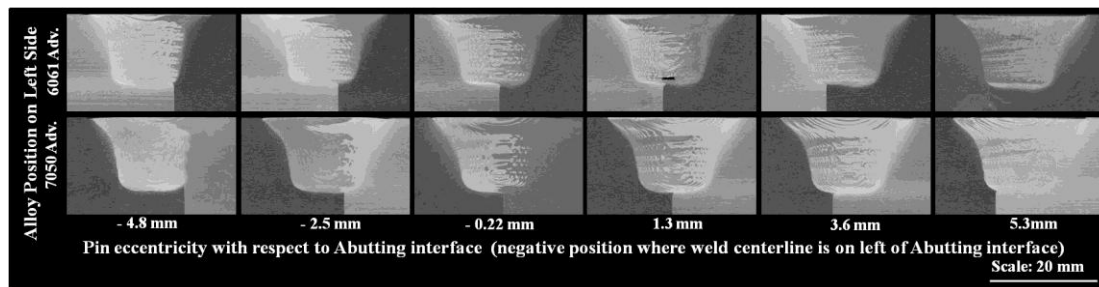 Alloy Position on Left Side
6061 Adv.
7050 Adv.
- 4.8 mm
- 2.5 mm
- 0.22 mm
1.3 mm
3.6 mm
5.3mm
Pin eccentricity with respect to Abutting interface (negative position where weld centerline is on left of Abutting interface)
Scale: 20 mm